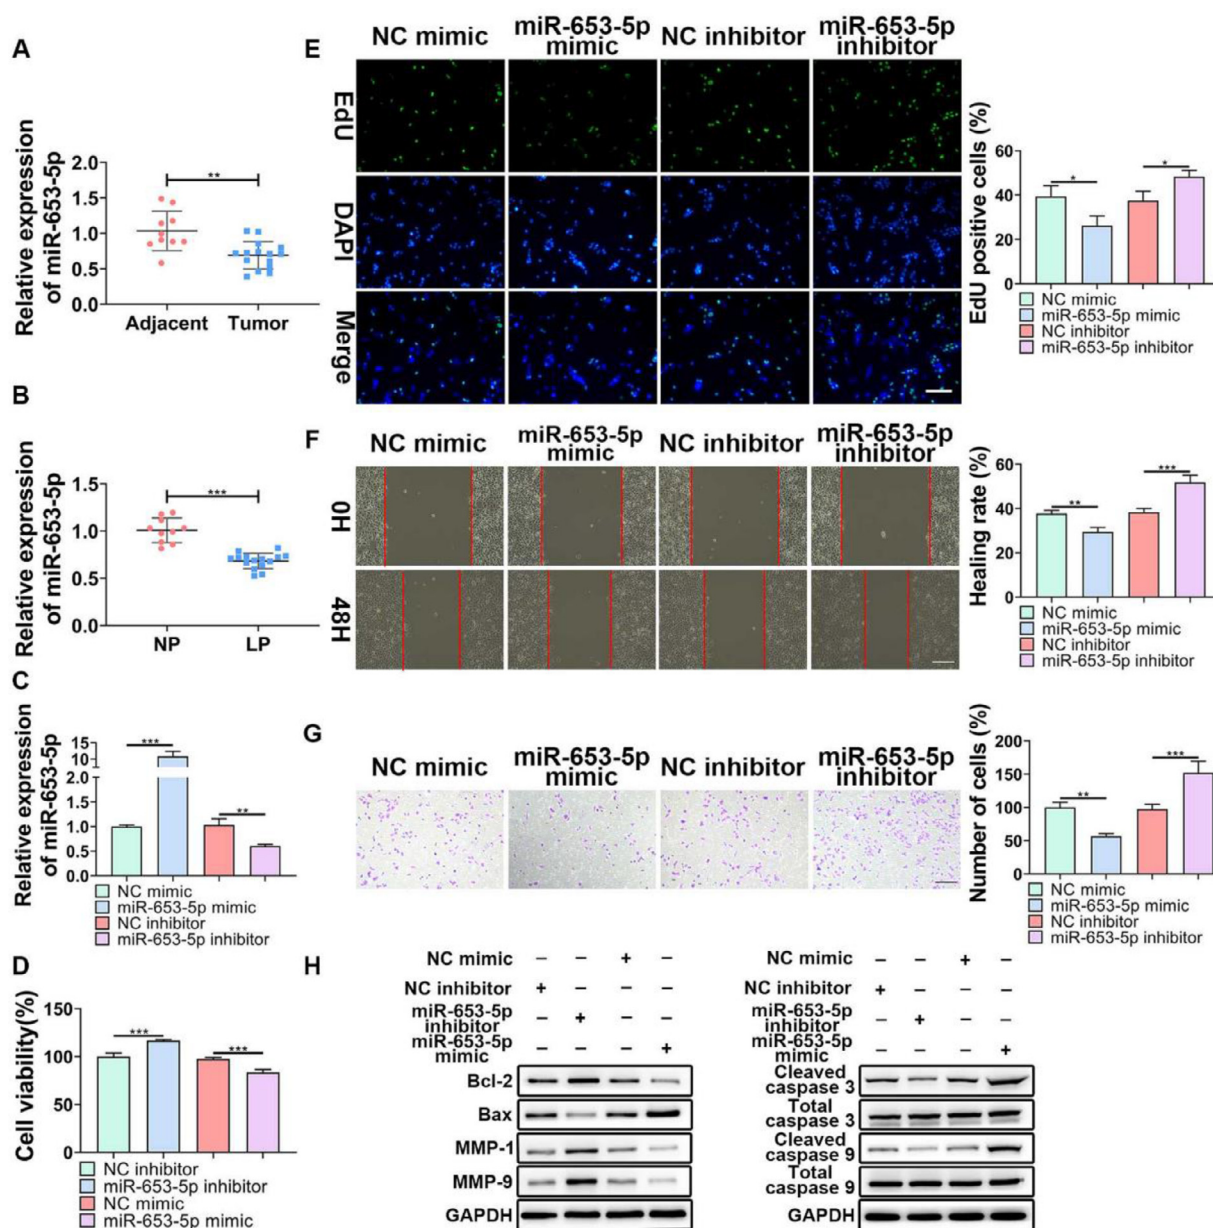 A
Relative expression
of miR-653-5p
2.0
1.5
1.0
0.5
0.0
**
Adjacent Tumor
B
Relative expression
of miR-653-5p
1.5
1.0
0.5
0.0
***
NP LP
C
Relative expression
of miR-653-5p
15
10
5
2.0
1.5
1.0
0.5
0.0
***
**
NC mimic
miR-653-5p mimic
NC inhibitor
miR-653-5p inhibitor
D
Cell viability(%)
150
100
50
0
***
***
NC inhibitor
miR-653-5p inhibitor
NC mimic
miR-653-5p mimic
E
NC mimic miR-653-5p mimic NC inhibitor miR-653-5p inhibitor
EdU
DAPI
Merge
EdU positive cells (%)
60
40
20
0
*
*
NC mimic
miR-653-5p mimic
NC inhibitor
miR-653-5p inhibitor
F
NC mimic miR-653-5p mimic NC inhibitor miR-653-5p inhibitor
0H
48H
Healing rate (%)
60
40
20
0
**
***
NC mimic
miR-653-5p mimic
NC inhibitor
miR-653-5p inhibitor
G
NC mimic miR-653-5p mimic NC inhibitor miR-653-5p inhibitor
Number of cells (%)
200
150
100
50
0
**
***
NC mimic
miR-653-5p mimic
NC inhibitor
miR-653-5p inhibitor
H
NC mimic – – + –
NC inhibitor + – – –
miR-653-5p inhibitor – + – –
miR-653-5p mimic – – – +
Bcl-2
Bax
MMP-1
MMP-9
GAPDH
NC mimic – – + –
NC inhibitor + – – –
miR-653-5p inhibitor – + – –
miR-653-5p mimic – – – +
Cleaved caspase 3
Total caspase 3
Cleaved caspase 9
Total caspase 9
GAPDH